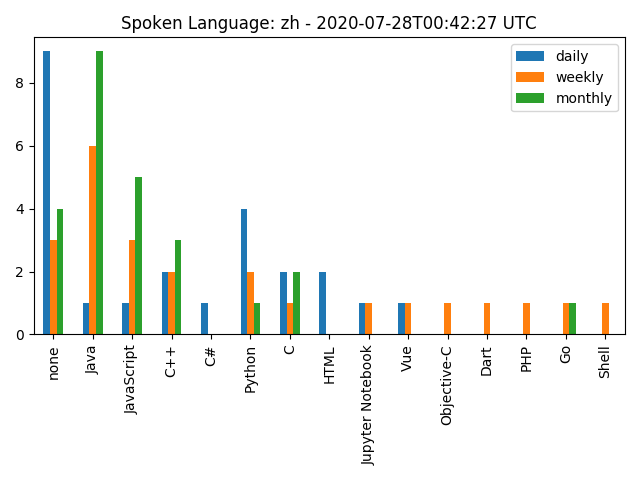 Spoken Language: zh - 2020-07-28T00:42:27 UTC
daily
weekly
monthly
8
6
4
2
0
none
Java
JavaScript
C++
C#
Python
C
HTML
Jupyter Notebook
Vue
Objective-C
Dart
PHP
Go
Shell